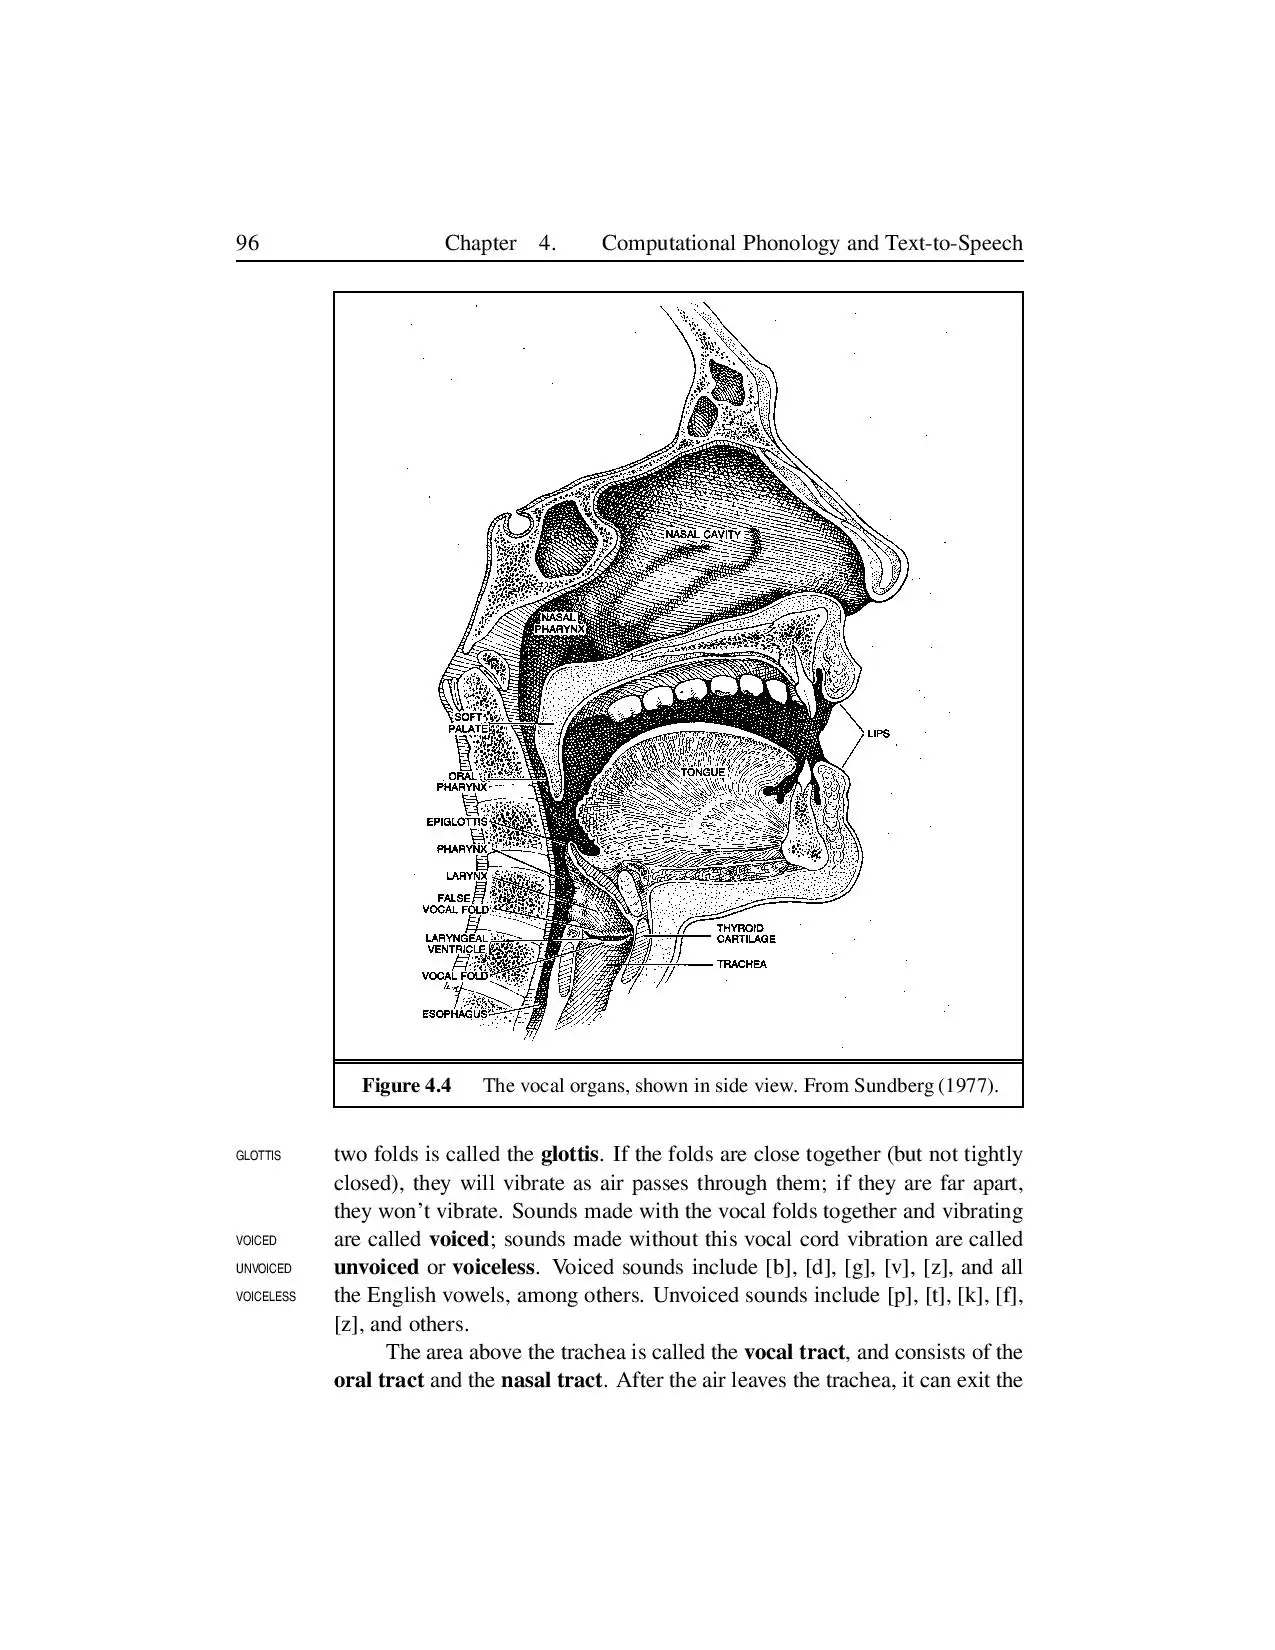 96 Chapter 4. Computational Phonology and Text-to-Speech
NASAL CAVITY
NASAL
PHARYNX
SOFT
PALATE
LIPS
TONGUE
ORAL
PHARYNX
EPIGLOTTIS
PHARYNX
LARYNX
FALSE
VOCAL FOLD
THYROID
CARTILAGE
LARYNGEAL
VENTRICLE
TRACHEA
VOCAL FOLD
ESOPHAGUS
Figure 4.4 The vocal organs, shown in side view. From Sundberg (1977).
GLOTTIS two folds is called the glottis. If the folds are close together (but not tightly
closed), they will vibrate as air passes through them; if they are far apart,
they won't vibrate. Sounds made with the vocal folds together and vibrating
VOICED are called voiced; sounds made without this vocal cord vibration are called
UNVOICED unvoiced or voiceless. Voiced sounds include [b], [d], [g], [v], [z], and all
VOICELESS the English vowels, among others. Unvoiced sounds include [p], [t], [k], [f],
[z], and others.
The area above the trachea is called the vocal tract, and consists of the
oral tract and the nasal tract. After the air leaves the trachea, it can exit the